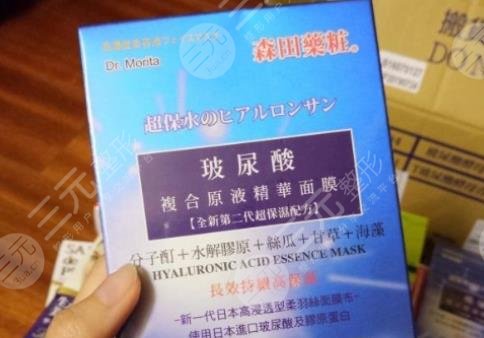 Dr. Morita
森田藥粧®
超保水のヒアルロンサン
玻尿酸
複合原液精華面膜
【全新第二代超保濕配方】
分子酊＋水解膠原＋絲瓜＋甘草＋海藻
HYALURONIC ACID ESSENCE MASK
長效特級高保濕
-新一代日本高浸透型柔羽絲面膜布-
使用日本進口玻尿酸及膠原蛋白